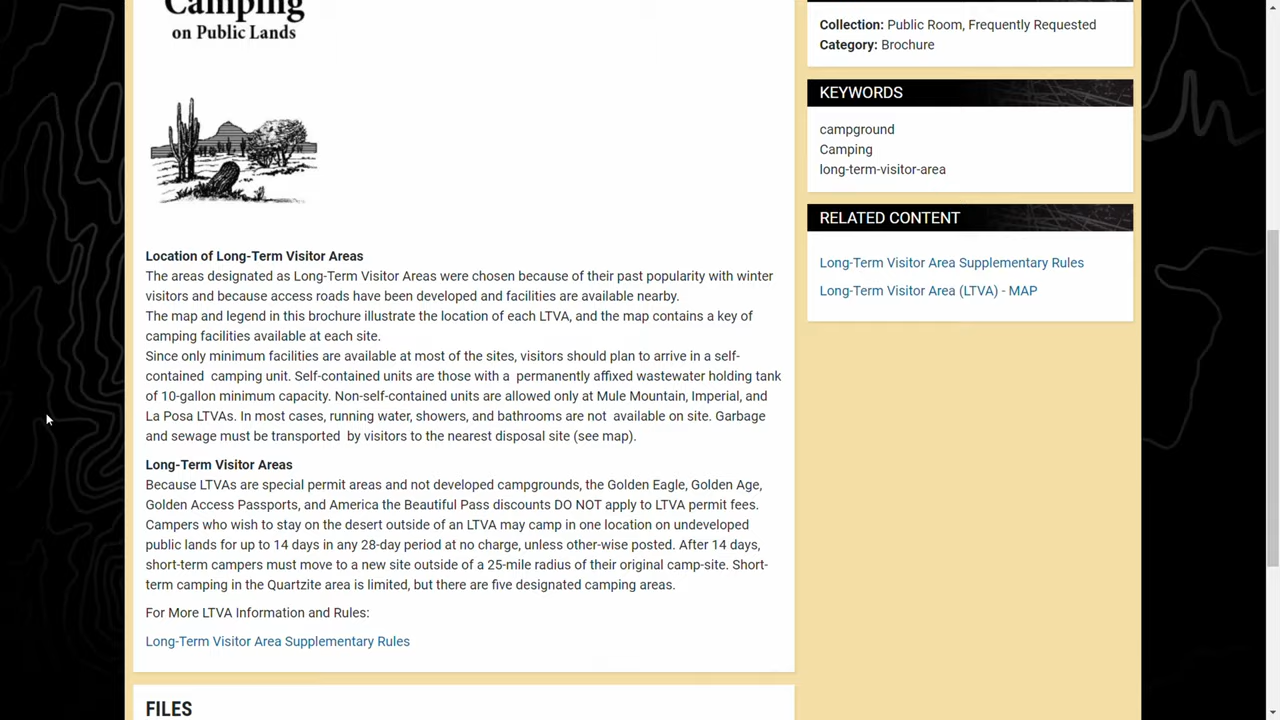 Camping
on Public Lands
Location of Long-Term Visitor Areas
The areas designated as Long-Term Visitor Areas were chosen because of their past popularity with winter
visitors and because access roads have been developed and facilities are available nearby.
The map and legend in this brochure illustrate the location of each LTVA, and the map contains a key of
camping facilities available at each site.
Since only minimum facilities are available at most of the sites, visitors should plan to arrive in a self-
contained  camping unit. Self-contained units are those with a  permanently affixed wastewater holding tank
of 10-gallon minimum capacity. Non-self-contained units are allowed only at Mule Mountain, Imperial, and
La Posa LTVAs. In most cases, running water, showers, and bathrooms are not  available on site. Garbage
and sewage must be transported  by visitors to the nearest disposal site (see map).
Long-Term Visitor Areas
Because LTVAs are special permit areas and not developed campgrounds, the Golden Eagle, Golden Age,
Golden Access Passports, and America the Beautiful Pass discounts DO NOT apply to LTVA permit fees.
Campers who wish to stay on the desert outside of an LTVA may camp in one location on undeveloped
public lands for up to 14 days in any 28-day period at no charge, unless other-wise posted. After 14 days,
short-term campers must move to a new site outside of a 25-mile radius of their original camp-site. Short-
term camping in the Quartzite area is limited, but there are five designated camping areas.
For More LTVA Information and Rules:
Long-Term Visitor Area Supplementary Rules
FILES
Collection: Public Room, Frequently Requested
Category: Brochure
KEYWORDS
campground
Camping
long-term-visitor-area
RELATED CONTENT
Long-Term Visitor Area Supplementary Rules
Long-Term Visitor Area (LTVA) - MAP